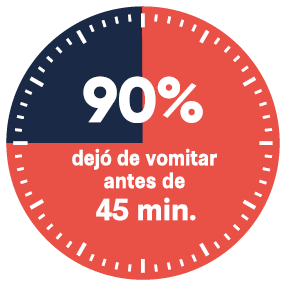 90%
dejó de vomitar
antes de
45 min.